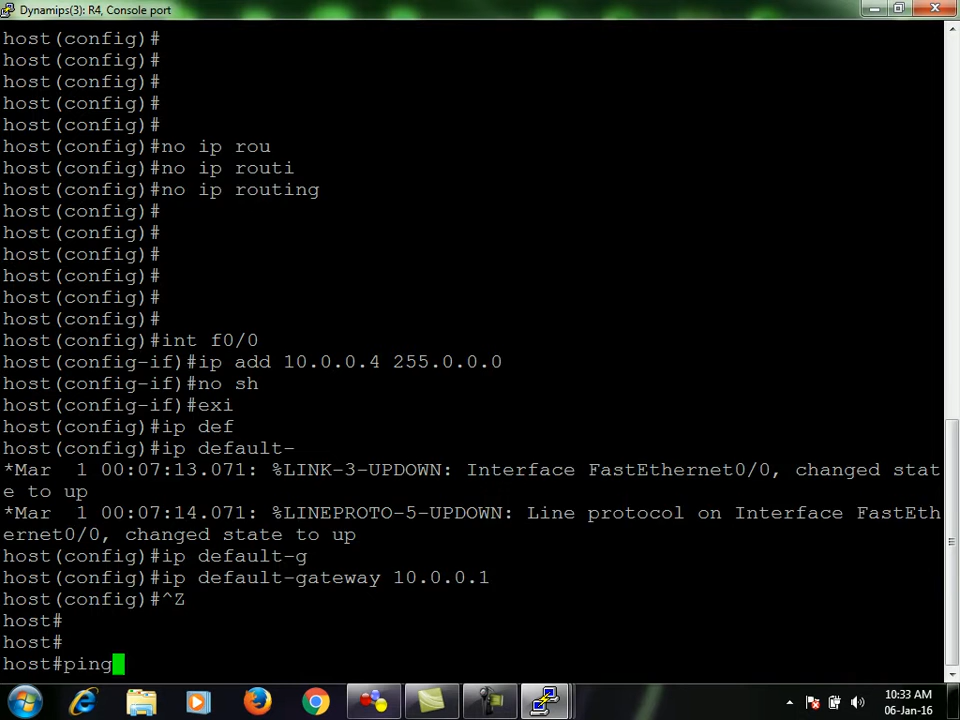 Dynamips(3): R4, Console port
host(config)#
host(config)#
host(config)#
host(config)#
host(config)#
host(config)#no ip rou
host(config)#no ip routi
host(config)#no ip routing
host(config)#
host(config)#
host(config)#
host(config)#
host(config)#
host(config)#
host(config)#int f0/0
host(config-if)#ip add 10.0.0.4 255.0.0.0
host(config-if)#no sh
host(config-if)#exi
host(config)#ip def
host(config)#ip default-
*Mar  1 00:07:13.071: %LINK-3-UPDOWN: Interface FastEthernet0/0, changed stat
e to up
*Mar  1 00:07:14.071: %LINEPROTO-5-UPDOWN: Line protocol on Interface FastEth
ernet0/0, changed state to up
host(config)#ip default-g
host(config)#ip default-gateway 10.0.0.1
host(config)#^Z
host#
host#
host#ping
10:33 AM
06-Jan-16